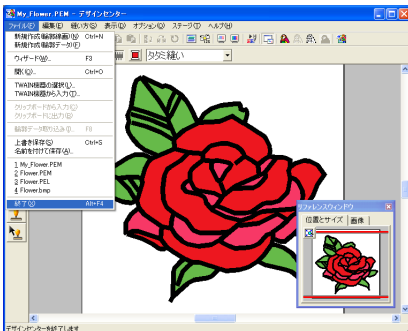 My_Flower.PEM - デザインセンター
ファイル(F) 編集(E) 縫い方(S) 表示(D) オプション(O) ステージ(T) ヘルプ(H)
新規作成(輪郭線画)(N) Ctrl+N
新規作成(輪郭データ)(F)
ウィザード(W)... F3
開く(O)... Ctrl+O
TWAIN機器の選択(L)...
TWAIN機器から入力(T)...
クリップボードから入力(C)
クリップボードに出力(B)
輪郭データ取り込み(I)... F8
上書き保存(S) Ctrl+S
名前を付けて保存(A)...
1 My_Flower.PEM
2 Flower.PEM
3 Flower.PEL
4 Flower.bmp
終了(X) Alt+F4
タタミ縫い
リファレンスウィンドウ
位置とサイズ 画像
デザインセンターを終了します